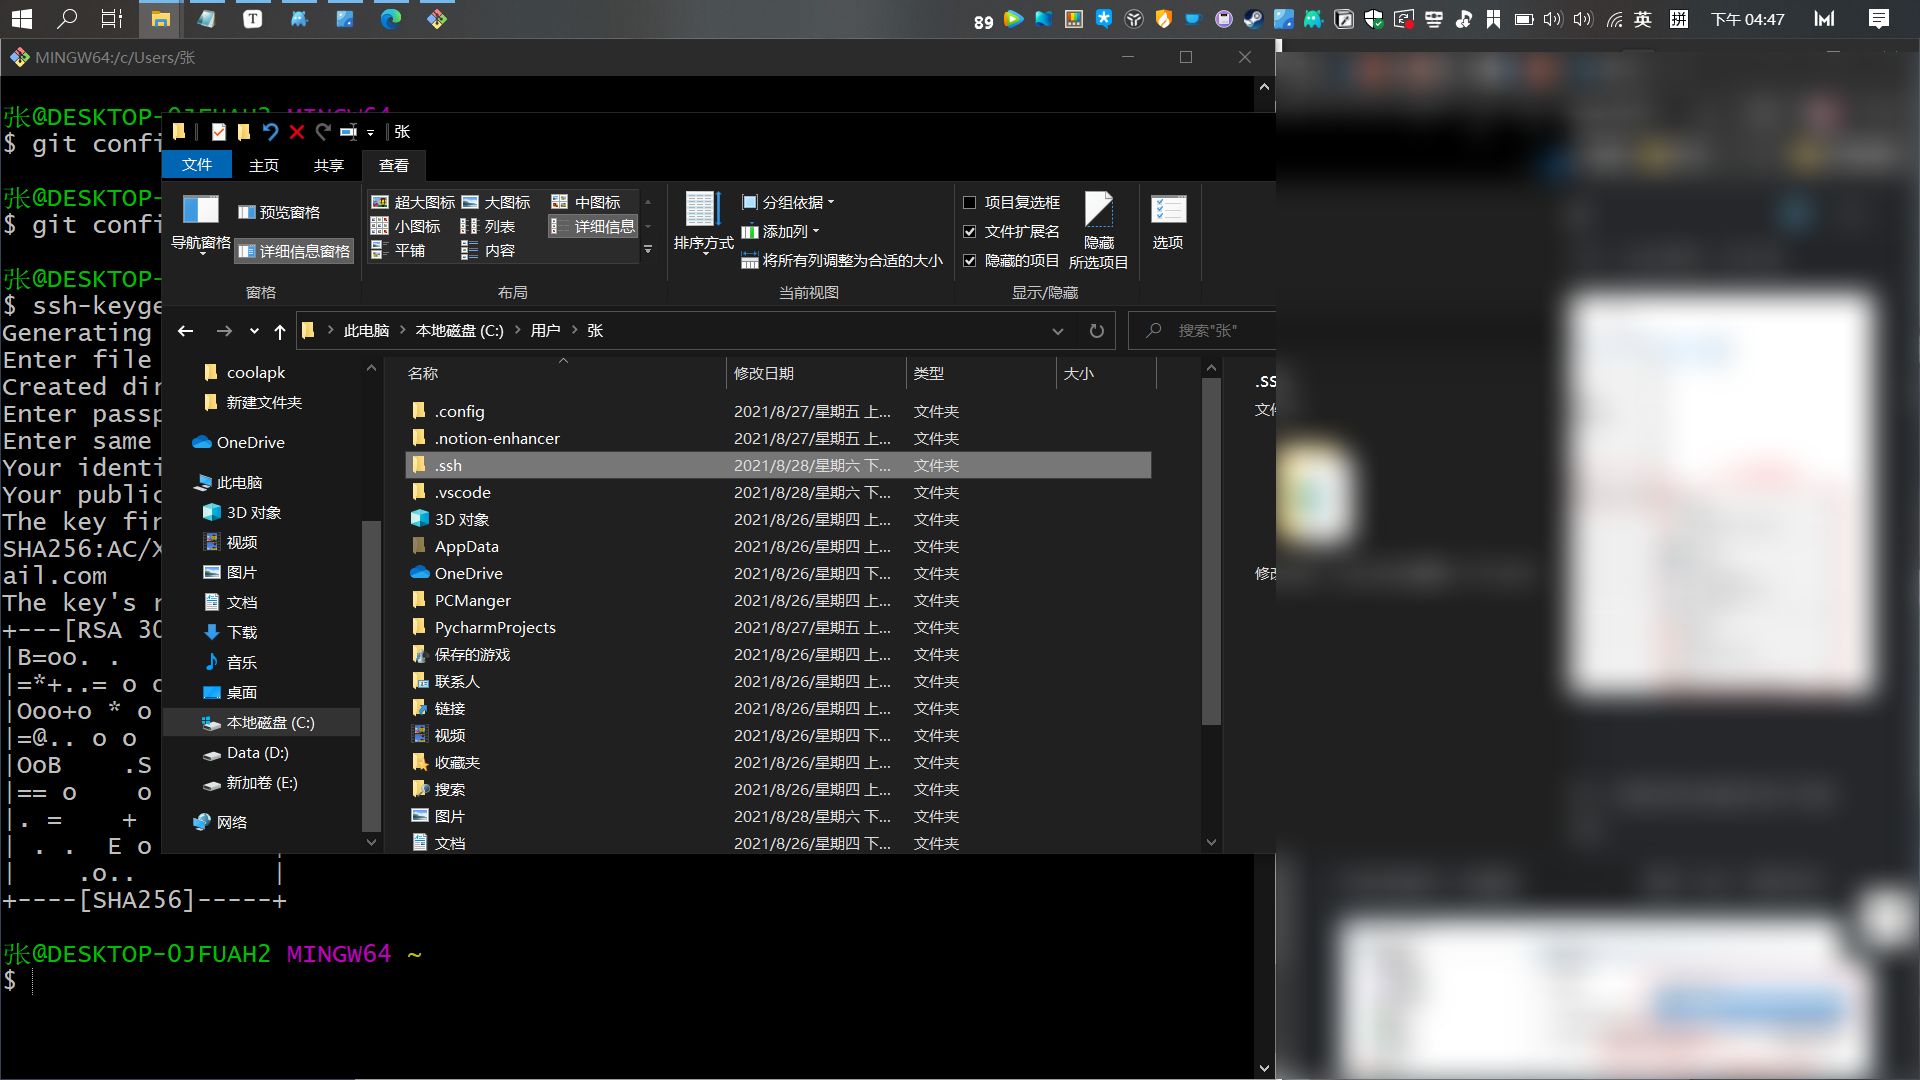 89
英
拼
下午 04:47
MINGW64:/c/Users/张
张@DESKTOP-OJFUAH2 MINGW64
$ git confi
张@DESKTOP-
$ git confi
张@DESKTOP-
$ ssh-keyge
Generating
Enter file
Created dir
Enter passp
Enter same
Your identi
Your public
The key fin
SHA256:AC/X
ail.com
The key's r
+---[RSA 30
|B=oo. .
|=*+..= o o
|Ooo+o * o
|=@.. o o
|OoB    .S
|== o    o
|. =    +
| . .  E o
|    .o..         |
+----[SHA256]-----+
张@DESKTOP-OJFUAH2 MINGW64 ~
$
张
文件 主页 共享 查看
导航窗格
预览窗格
详细信息窗格
窗格
超大图标 大图标 中图标
小图标 列表 详细信息
平铺 内容
布局
排序方式
分组依据
添加列
将所有列调整为合适的大小
当前视图
项目复选框
文件扩展名
隐藏的项目
隐藏
所选项目
显示/隐藏
选项
此电脑 本地磁盘 (C:) 用户 张
搜索"张"
coolapk
新建文件夹
OneDrive
此电脑
3D 对象
视频
图片
文档
下载
音乐
桌面
本地磁盘 (C:)
Data (D:)
新加卷 (E:)
网络
名称 修改日期 类型 大小
.config 2021/8/27/星期五 上... 文件夹
.notion-enhancer 2021/8/27/星期五 上... 文件夹
.ssh 2021/8/28/星期六 下... 文件夹
.vscode 2021/8/28/星期六 下... 文件夹
3D 对象 2021/8/26/星期四 上... 文件夹
AppData 2021/8/26/星期四 上... 文件夹
OneDrive 2021/8/26/星期四 下... 文件夹
PCManger 2021/8/26/星期四 上... 文件夹
PycharmProjects 2021/8/27/星期五 上... 文件夹
保存的游戏 2021/8/26/星期四 上... 文件夹
联系人 2021/8/26/星期四 上... 文件夹
链接 2021/8/26/星期四 上... 文件夹
视频 2021/8/26/星期四 下... 文件夹
收藏夹 2021/8/26/星期四 上... 文件夹
搜索 2021/8/26/星期四 上... 文件夹
图片 2021/8/28/星期六 下... 文件夹
文档 2021/8/26/星期四 下... 文件夹
.SS